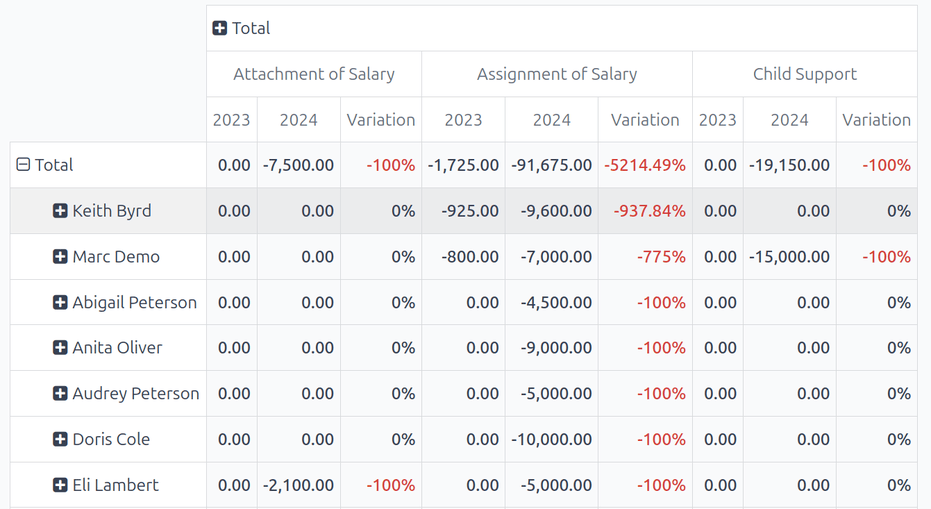 Total
Attachment of Salary Assignment of Salary Child Support
2023 2024 Variation 2023 2024 Variation 2023 2024 Variation
Total 0.00 -7,500.00 -100% -1,725.00 -91,675.00 -5214.49% 0.00 -19,150.00 -100%
Keith Byrd 0.00 0.00 0% -925.00 -9,600.00 -937.84% 0.00 0.00 0%
Marc Demo 0.00 0.00 0% -800.00 -7,000.00 -775% 0.00 -15,000.00 -100%
Abigail Peterson 0.00 0.00 0% 0.00 -4,500.00 -100% 0.00 0.00 0%
Anita Oliver 0.00 0.00 0% 0.00 -9,000.00 -100% 0.00 0.00 0%
Audrey Peterson 0.00 0.00 0% 0.00 -5,000.00 -100% 0.00 0.00 0%
Doris Cole 0.00 0.00 0% 0.00 -10,000.00 -100% 0.00 0.00 0%
Eli Lambert 0.00 -2,100.00 -100% 0.00 -5,000.00 -100% 0.00 0.00 0%